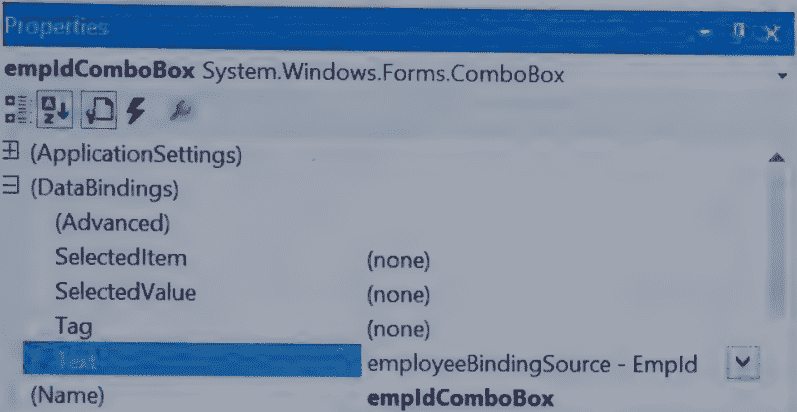 Properties
empIdComboBox System.Windows.Forms.ComboBox
(ApplicationSettings)
(DataBindings)
(Advanced)
SelectedItem (none)
SelectedValue (none)
Tag (none)
Text employeeBindingSource - EmpId
(Name) empIdComboBox